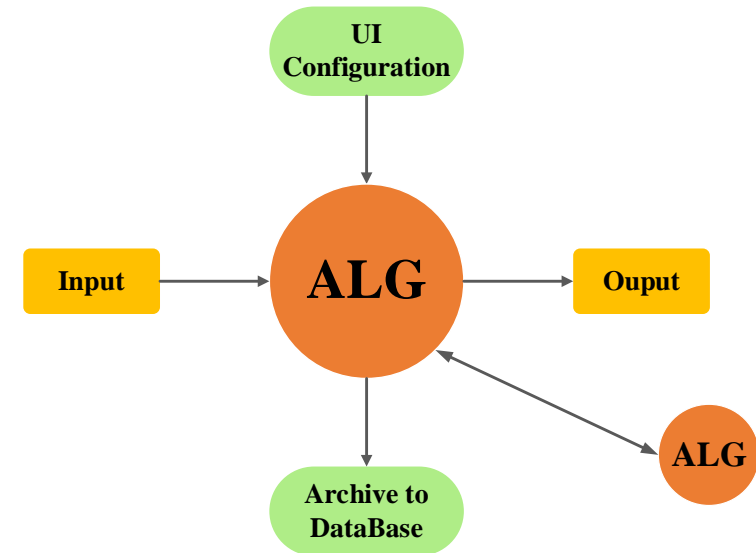 UI
Configuration
Input
ALG
Ouput
ALG
Archive to
DataBase